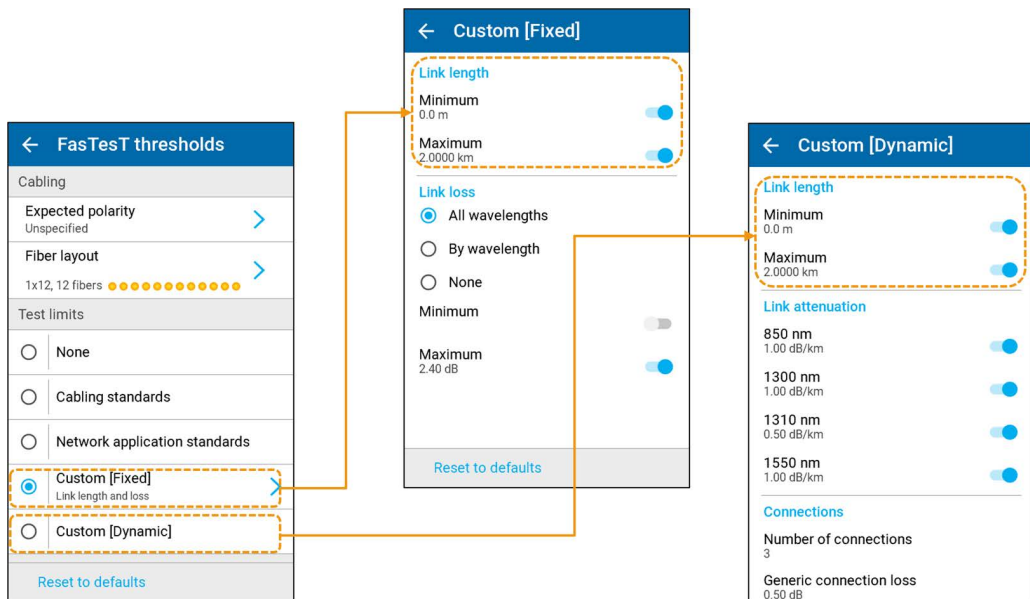 FasTesT thresholds
Cabling
Expected polarity
Unspecified
Fiber layout
1x12, 12 fibers
Test limits
None
Cabling standards
Network application standards
Custom [Fixed]
Link length and loss
Custom [Dynamic]
Reset to defaults
Custom [Fixed]
Link length
Minimum
0.0 m
Maximum
2.0000 km
Link loss
All wavelengths
By wavelength
None
Minimum
Maximum
2.40 dB
Reset to defaults
Custom [Dynamic]
Link length
Minimum
0.0 m
Maximum
2.0000 km
Link attenuation
850 nm
1.00 dB/km
1300 nm
1.00 dB/km
1310 nm
0.50 dB/km
1550 nm
1.00 dB/km
Connections
Number of connections
3
Generic connection loss
0.50 dB